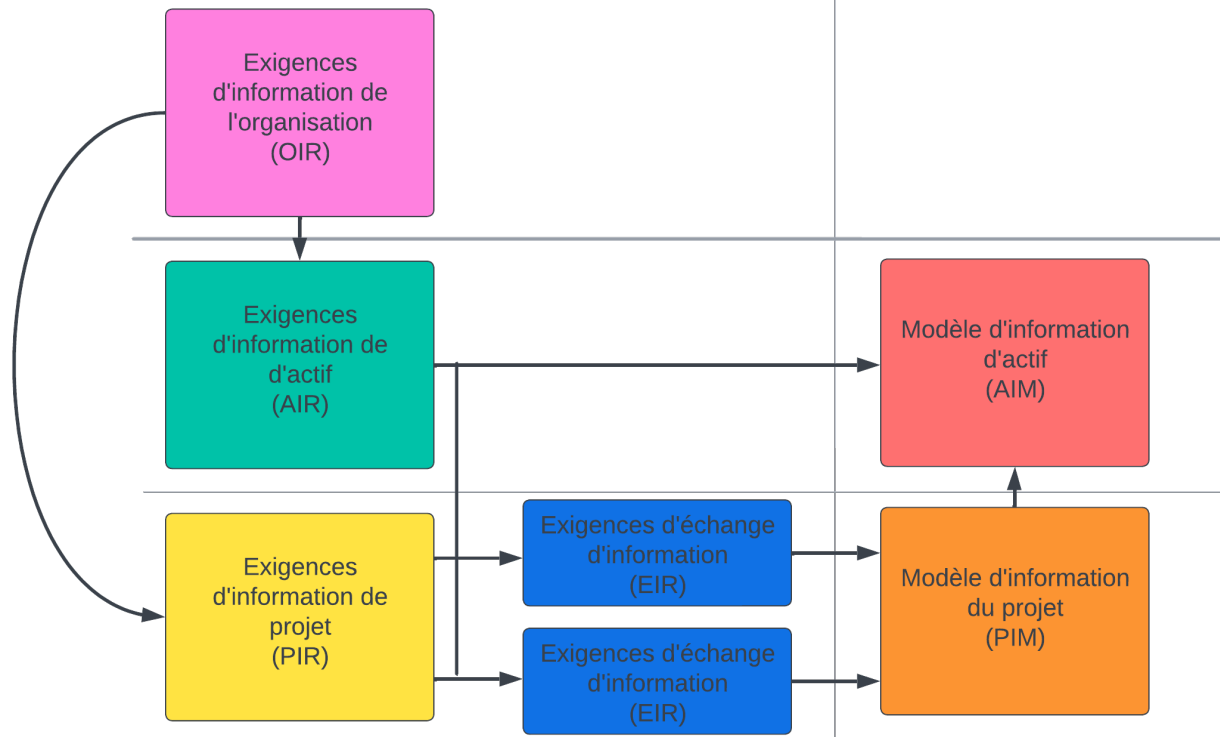 Exigences
d'information de
l'organisation
(OIR)
Exigences
d'information de
d'actif
(AIR)
Modèle d'information
d'actif
(AIM)
Exigences
d'information de
projet
(PIR)
Exigences d'échange
d'information
(EIR)
Exigences d'échange
d'information
(EIR)
Modèle d'information
du projet
(PIM)